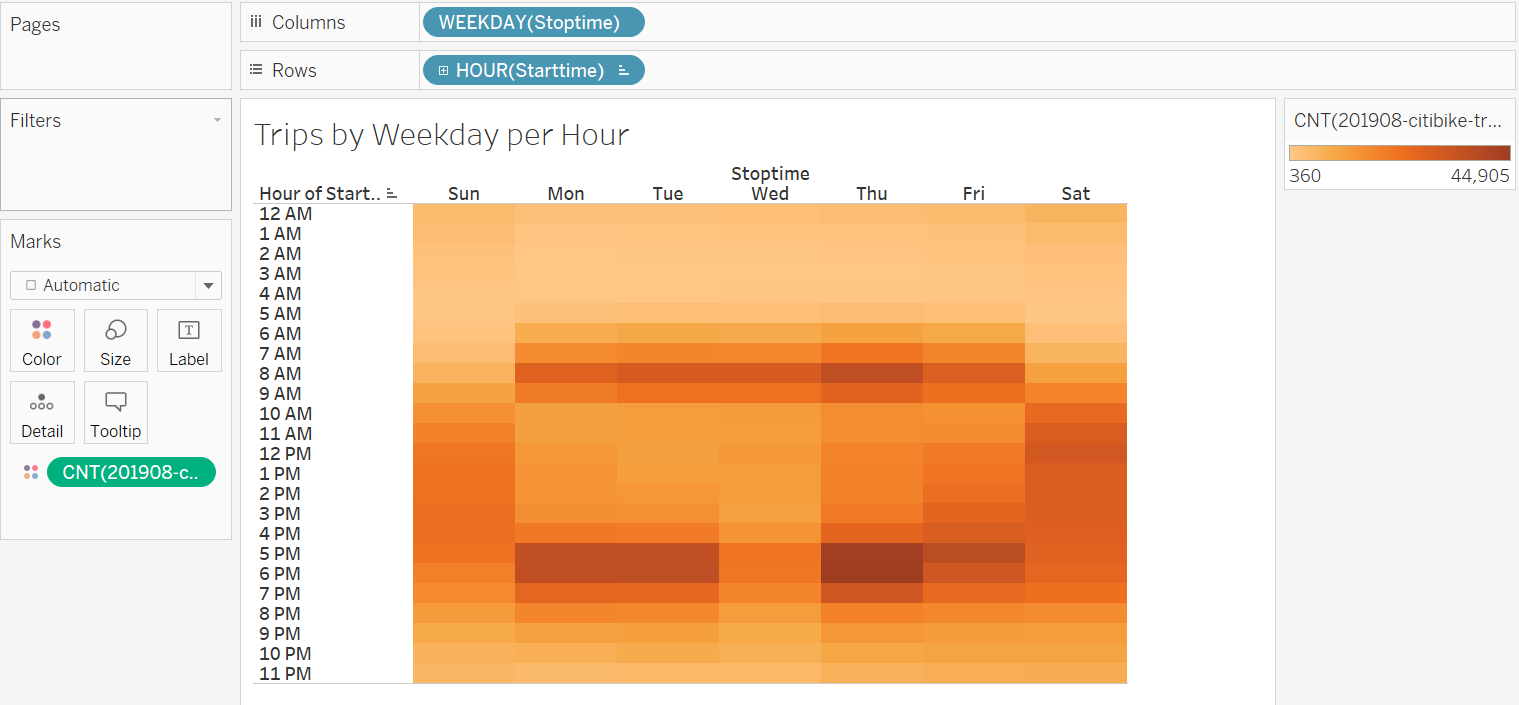 Pages
Columns
WEEKDAY(Stoptime)
Rows
HOUR(Starttime)
Filters
Marks
Automatic
Color
Size
T
Label
Detail
Tooltip
CNT(201908-c..
Trips by Weekday per Hour
Stoptime
Hour of Start.. Sun Mon Tue Wed Thu Fri Sat
12 AM
1 AM
2 AM
3 AM
4 AM
5 AM
6 AM
7 AM
8 AM
9 AM
10 AM
11 AM
12 PM
1 PM
2 PM
3 PM
4 PM
5 PM
6 PM
7 PM
8 PM
9 PM
10 PM
11 PM
CNT(201908-citibike-tr...
360 44,905